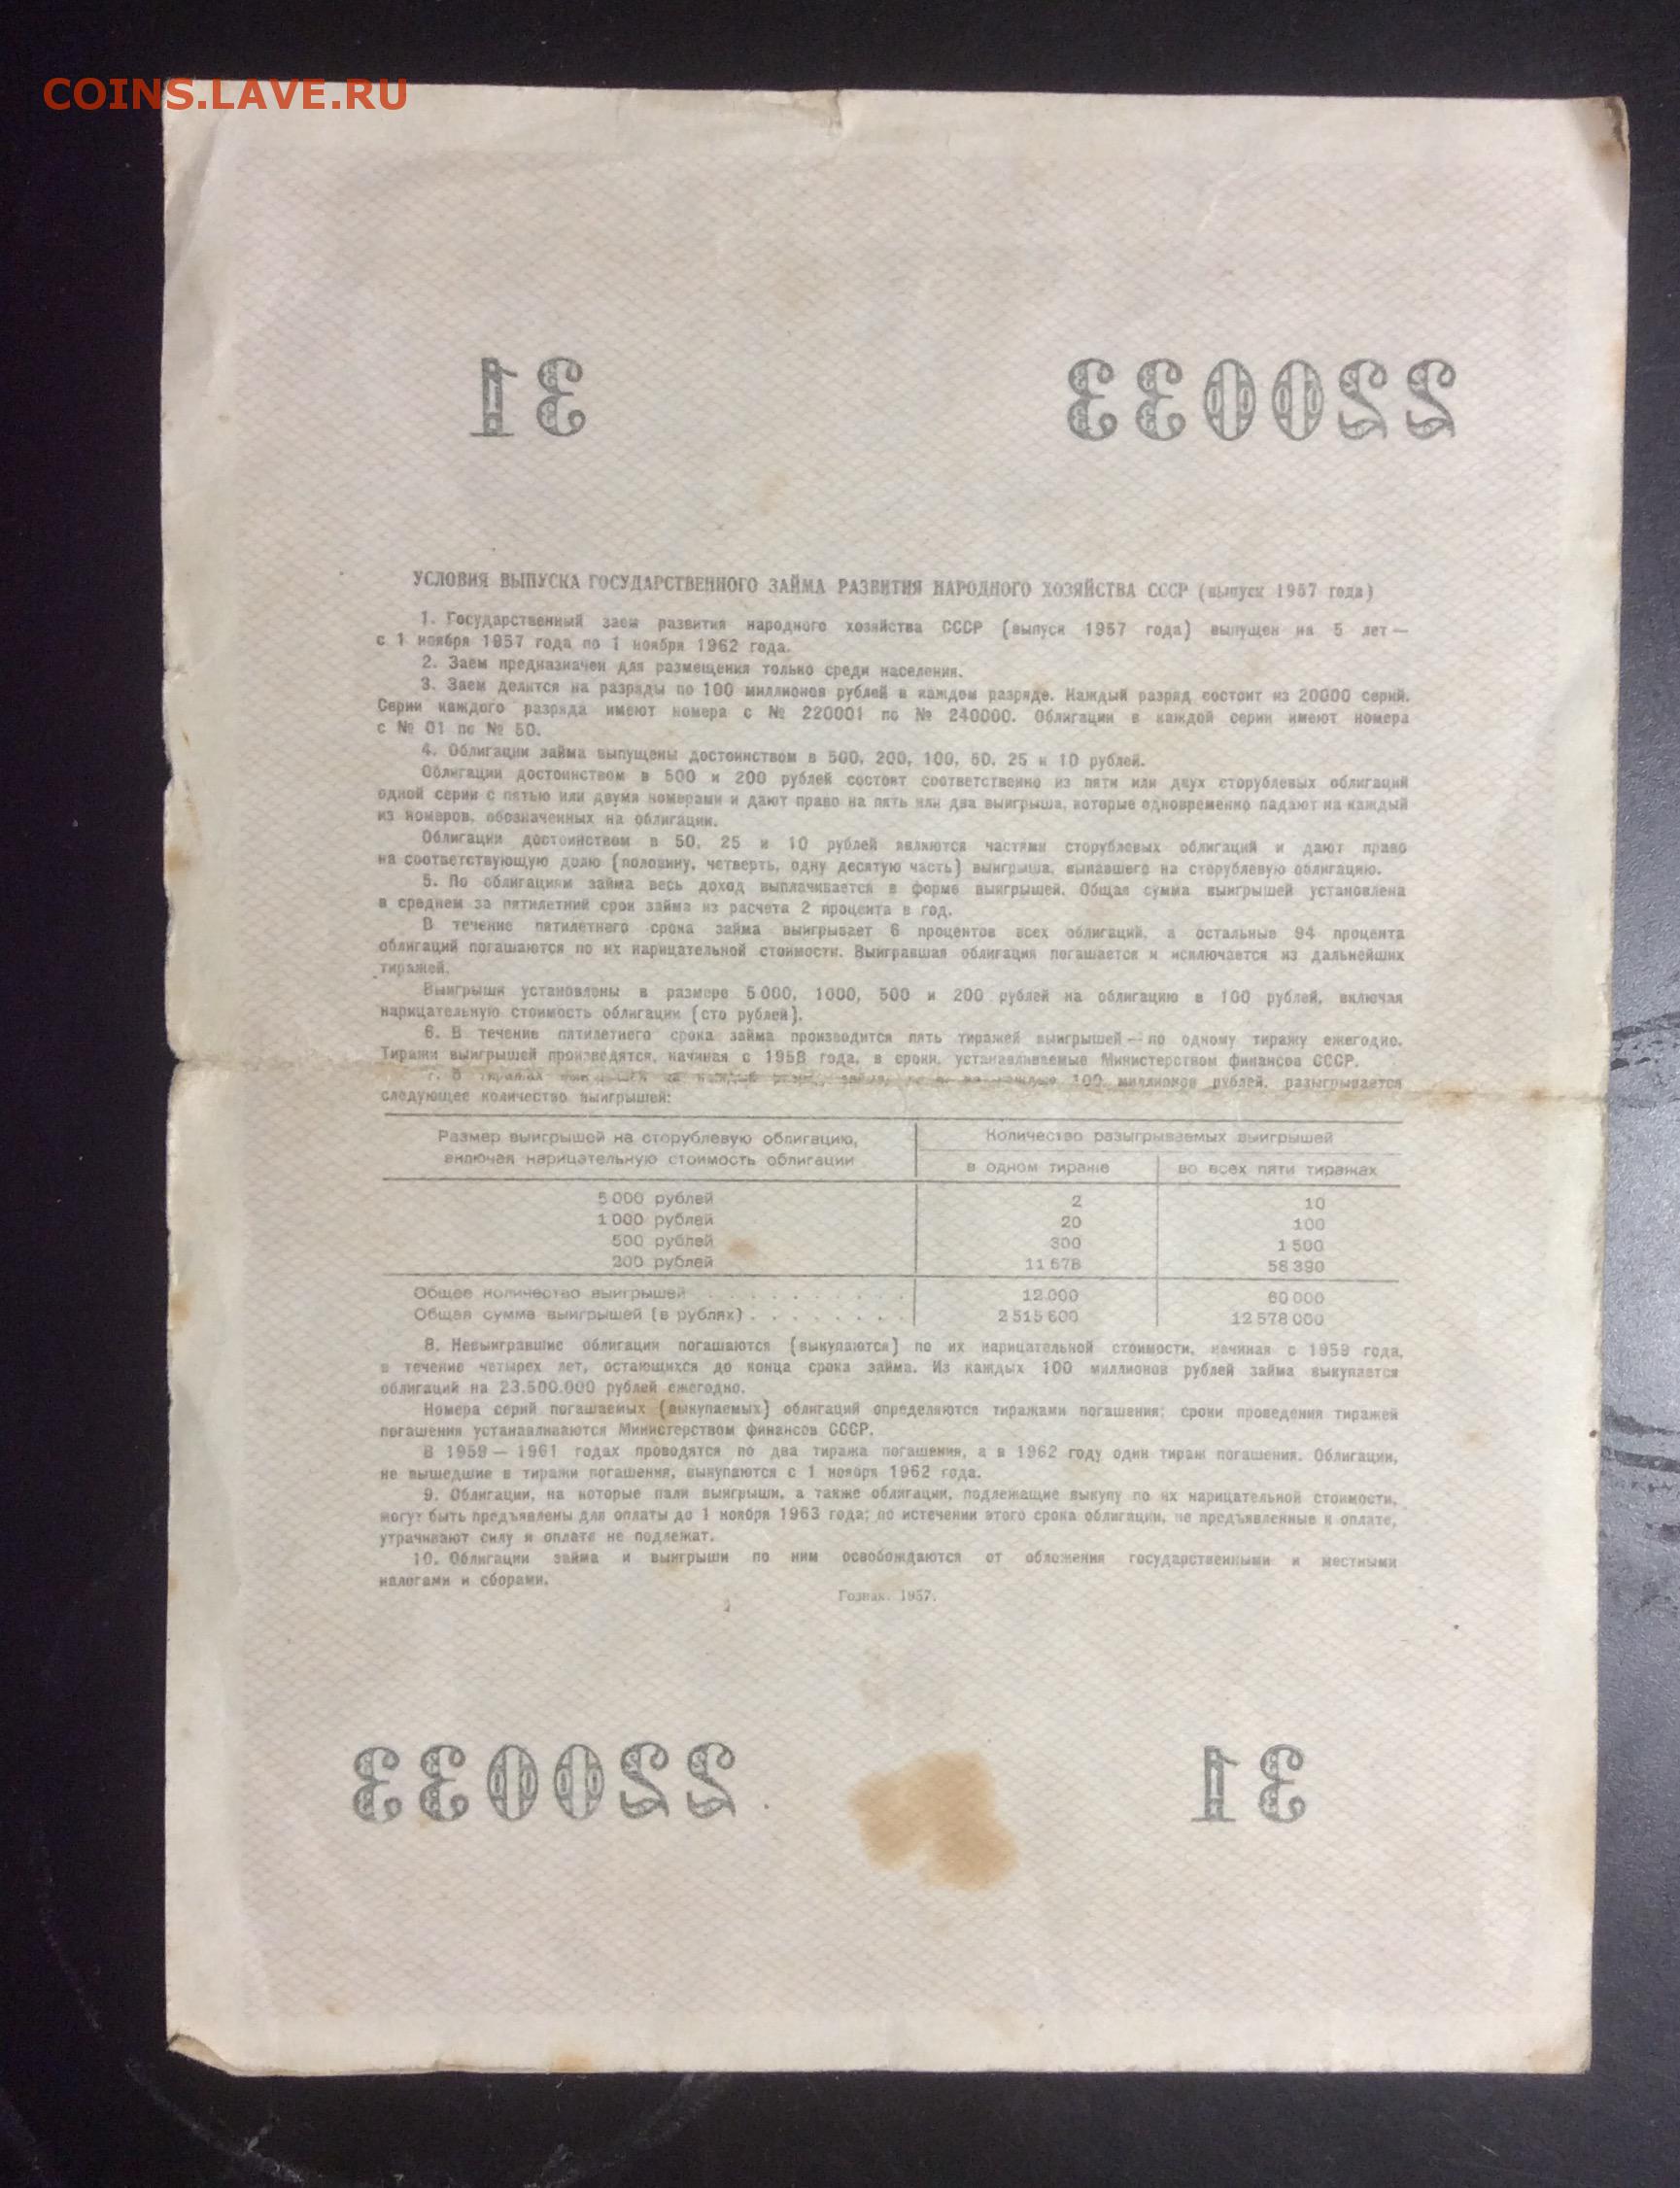 COINS.LAVE.RU
31 220033
УСЛОВИЯ ВЫПУСКА ГОСУДАРСТВЕННОГО ЗАЙМА РАЗВИТИЯ НАРОДНОГО ХОЗЯЙСТВА СССР (выпуск 1957 года)
1. Государственный заем развития народного хозяйства СССР (выпуск 1957 года) выпущен на 5 лет —
с 1 ноября 1957 года по 1 ноября 1962 года.
2. Заем предназначен для размещения только среди населения.
3. Заем делится на разряды по 100 миллионов рублей в каждом разряде. Каждый разряд состоит из 20000 серий.
Серии каждого разряда имеют номера с № 220001 по № 240000. Облигации в каждой серии имеют номера
с № 01 по № 50.
4. Облигации займа выпущены достоинством в 500, 200, 100, 50, 25 и 10 рублей.
Облигации достоинством в 500 и 200 рублей состоят соответственно из пяти или двух сторублевых облигаций
одной серии с пятью или двумя номерами и дают право на пять или два выигрыша, которые одновременно падают на каждый
из номеров, обозначенных на облигации.
Облигации достоинством в 50, 25 и 10 рублей являются частями сторублевых облигаций и дают право
на соответствующую долю (половину, четверть, одну десятую часть) выигрыша, выпавшего на сторублевую облигацию.
5. По облигациям займа весь доход выплачивается в форме выигрышей. Общая сумма выигрышей установлена
в среднем за пятилетний срок займа из расчета 2 процента в год.
В течение пятилетнего срока займа выигрывает 6 процентов всех облигаций, а остальные 94 процента
облигаций погашаются по их нарицательной стоимости. Выигравшая облигация погашается и исключается из дальнейших
тиражей.
Выигрыши установлены в размере 5 000, 1000, 500 и 200 рублей на облигацию в 100 рублей, включая
нарицательную стоимость облигации (сто рублей).
6. В течение пятилетнего срока займа производится пять тиражей выигрышей — по одному тиражу ежегодно.
Тиражи выигрышей производятся, начиная с 1958 года, в сроки, устанавливаемые Министерством финансов СССР.
7. В тиражах выигрышей на каждый разряд займа, 100 миллионов рублей, разыгрывается
следующее количество выигрышей:
Размер выигрышей на сторублевую облигацию, Количество разыгрываемых выигрышей
включая нарицательную стоимость облигации в одном тираже во всех пяти тиражах
5 000 рублей 2 10
1 000 рублей 20 100
500 рублей 300 1 500
200 рублей 11 678 58 390
Общее количество выигрышей . . . . . . . . . . 12 000 60 000
Общая сумма выигрышей (в рублях) . . . . . . . . 2 515 600 12 578 000
8. Невыигравшие облигации погашаются (выкупаются) по их нарицательной стоимости, начиная с 1959 года,
в течение четырех лет, остающихся до конца срока займа. Из каждых 100 миллионов рублей займа выкупается
облигаций на 23.500.000 рублей ежегодно.
Номера серий погашаемых (выкупаемых) облигаций определяются тиражами погашения; сроки проведения тиражей
погашения устанавливаются Министерством финансов СССР.
В 1959 — 1961 годах проводятся по два тиража погашения, а в 1962 году один тираж погашения. Облигации,
не вышедшие в тиражи погашения, выкупаются с 1 ноября 1962 года.
9. Облигации, на которые пали выигрыши, а также облигации, подлежащие выкупу по их нарицательной стоимости,
могут быть предъявлены для оплаты до 1 ноября 1963 года; по истечении этого срока облигации, не предъявленные к оплате,
утрачивают силу и оплате не подлежат.
10. Облигации займа и выигрыши по ним освобождаются от обложения государственными и местными
налогами и сборами.
Гознак. 1957.
220033 31